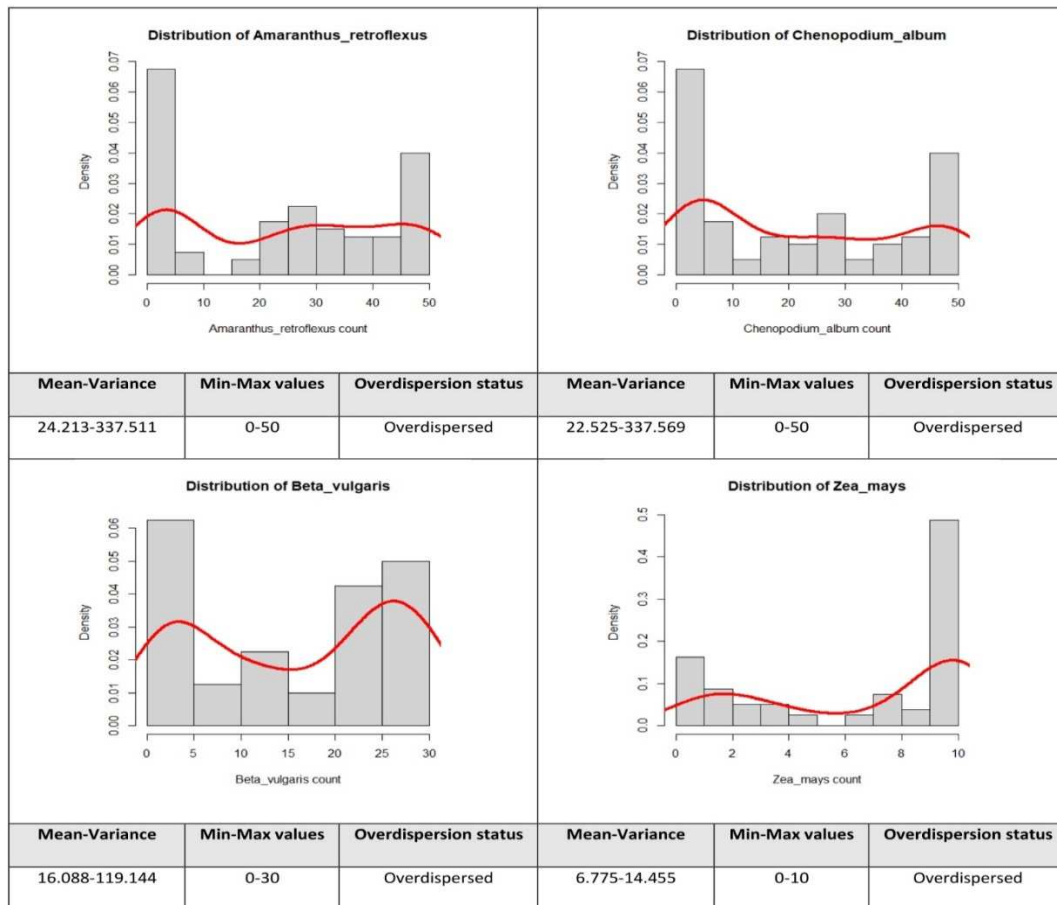 Distribution of Amaranthus_retroflexus
Density
0.00 0.01 0.02 0.03 0.04 0.05 0.06 0.07
0 10 20 30 40 50
Amaranthus_retroflexus count
Distribution of Chenopodium_album
Density
0.00 0.01 0.02 0.03 0.04 0.05 0.06 0.07
0 10 20 30 40 50
Chenopodium_album count
Mean-Variance Min-Max values Overdispersion status Mean-Variance Min-Max values Overdispersion status
24.213-337.511 0-50 Overdispersed 22.525-337.569 0-50 Overdispersed
Distribution of Beta_vulgaris
Density
0.00 0.01 0.02 0.03 0.04 0.05 0.06
0 5 10 15 20 25 30
Beta_vulgaris count
Distribution of Zea_mays
Density
0.0 0.1 0.2 0.3 0.4 0.5
0 2 4 6 8 10
Zea_mays count
Mean-Variance Min-Max values Overdispersion status Mean-Variance Min-Max values Overdispersion status
16.088-119.144 0-30 Overdispersed 6.775-14.455 0-10 Overdispersed